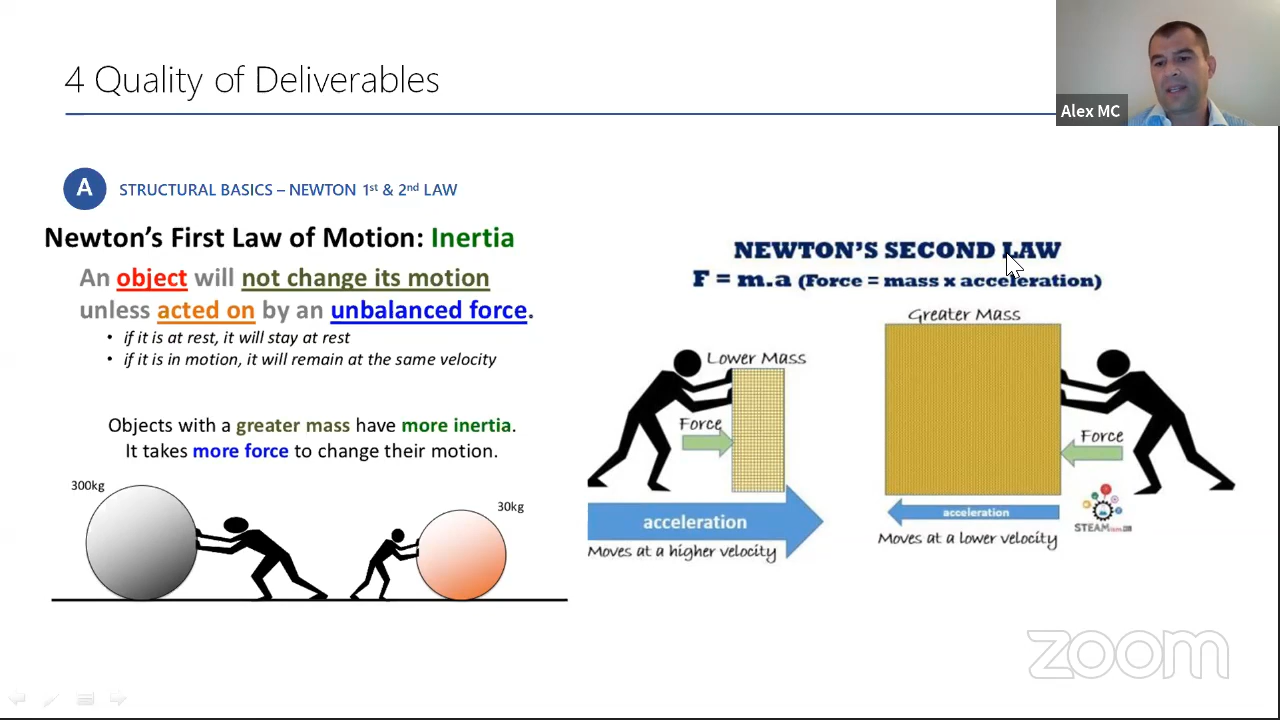 4 Quality of Deliverables
Alex MC
A
STRUCTURAL BASICS – NEWTON 1st & 2nd LAW
Newton's First Law of Motion: Inertia
An object will not change its motion
unless acted on by an unbalanced force.
• if it is at rest, it will stay at rest
• if it is in motion, it will remain at the same velocity
Objects with a greater mass have more inertia.
It takes more force to change their motion.
300kg
30kg
NEWTON'S SECOND LAW
F = m.a (Force = mass x acceleration)
Lower Mass
Force
acceleration
Moves at a higher velocity
Greater Mass
Force
acceleration
Moves at a lower velocity
zoom